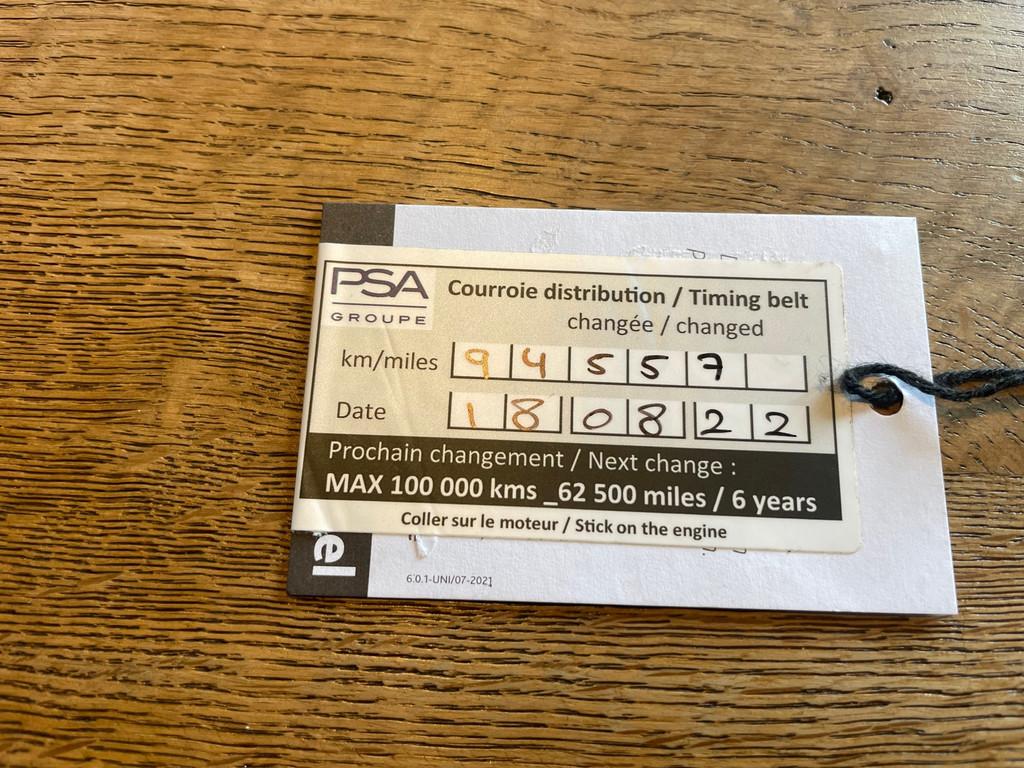 PSA
GROUPE
Courroie distribution / Timing belt
changée / changed
km/miles 9 4 5 5 7
Date 1 8 0 8 2 2
Prochain changement / Next change :
MAX 100 000 kms _62 500 miles / 6 years
Coller sur le moteur / Stick on the engine
6.0.1-UNI/07-2021